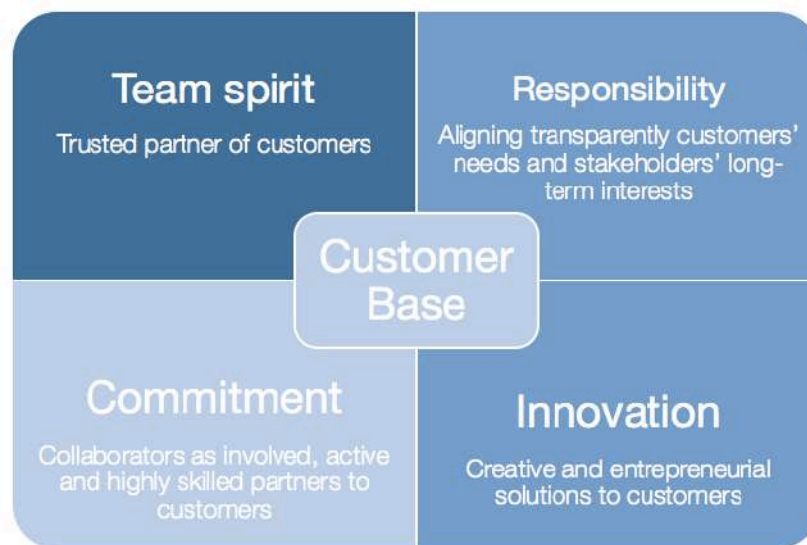 Team spirit
Trusted partner of customers
Responsibility
Aligning transparently customers'
needs and stakeholders' long-
term interests
Customer
Base
Commitment
Collaborators as involved, active
and highly skilled partners to
customers
Innovation
Creative and entrepreneurial
solutions to customers